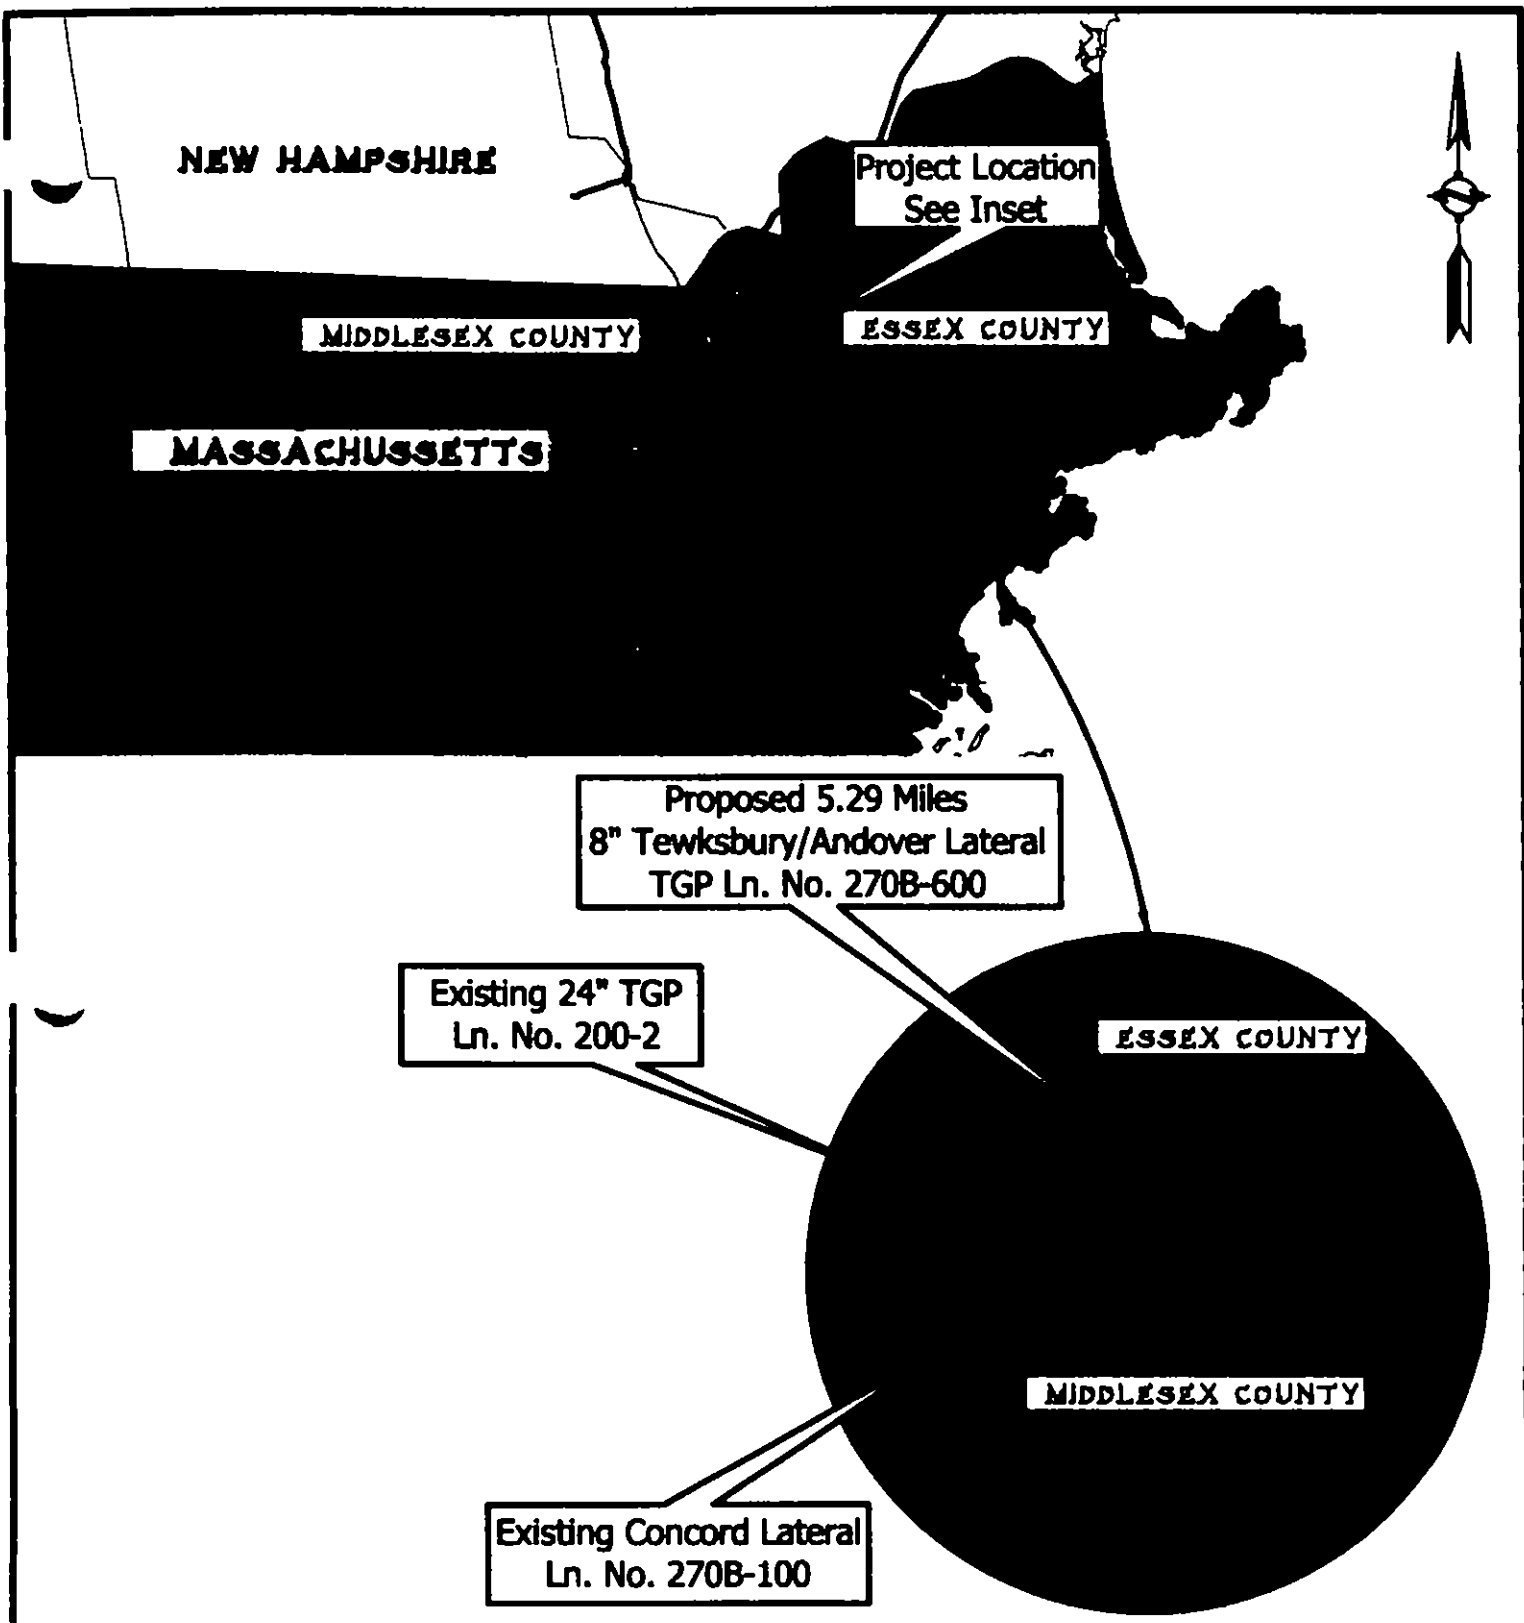 NEW HAMPSHIRE
Project Location
See Inset
MIDDLESEX COUNTY
ESSEX COUNTY
MASSACHUSSETTS
Proposed 5.29 Miles
8" Tewksbury/Andover Lateral
TGP Ln. No. 270B-600
Existing 24" TGP
Ln. No. 200-2
ESSEX COUNTY
MIDDLESEX COUNTY
Existing Concord Lateral
Ln. No. 270B-100